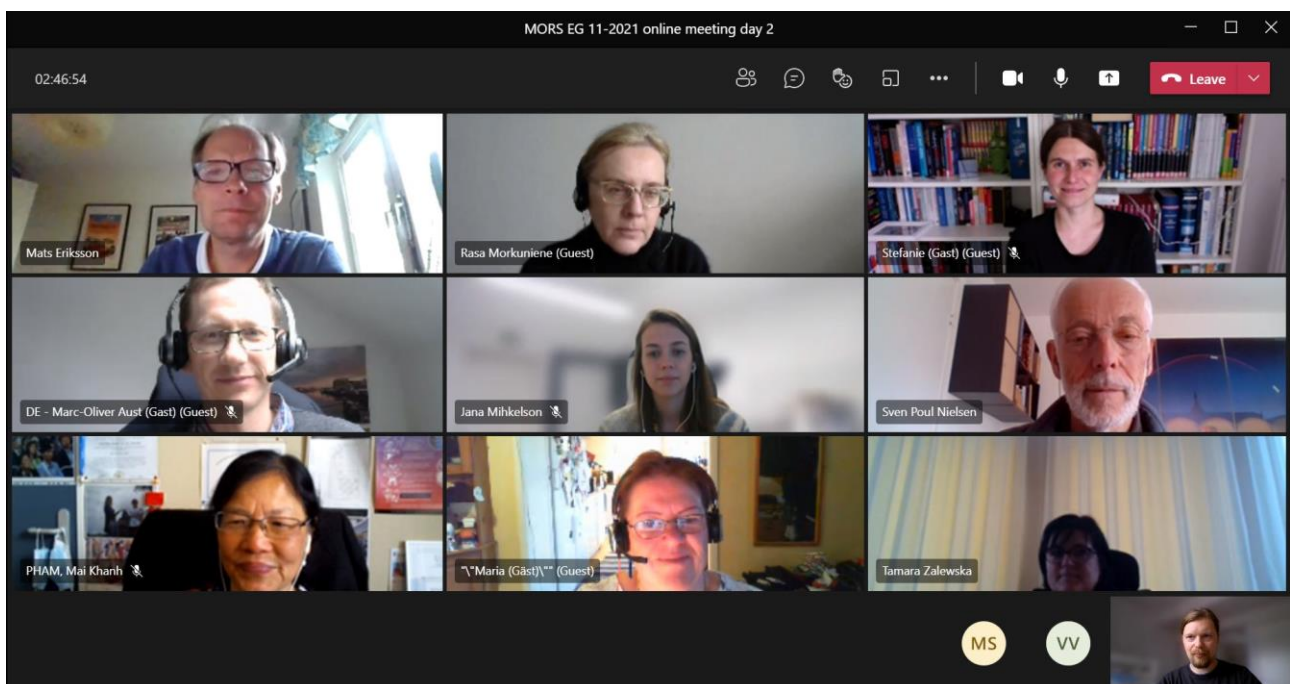 MORS EG 11-2021 online meeting day 2
02:46:54
Leave
Mats Eriksson
Rasa Morkuniene (Guest)
Stefanie (Gast) (Guest)
DE - Marc-Oliver Aust (Gast) (Guest)
Jana Mihkelson
Sven Poul Nielsen
PHAM, Mai Khanh
"\"Maria (Gäst)\"" (Guest)
Tamara Zalewska
MS
VV